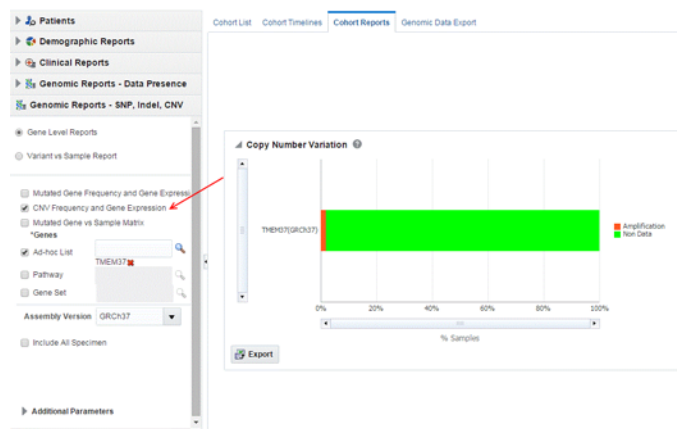 Patients
Demographic Reports
Clinical Reports
Genomic Reports - Data Presence
Genomic Reports - SNP, Indel, CNV
Gene Level Reports
Variant vs Sample Report
Mutated Gene Frequency and Gene Expressi
CNV Frequency and Gene Expression
Mutated Gene vs Sample Matrix
*Genes
Ad-hoc List
TMEM37
Pathway
Gene Set
Assembly Version GRCh37
Include All Specimen
Additional Parameters
Cohort List Cohort Timelines Cohort Reports Genomic Data Export
Copy Number Variation
TMEM37(GRCh37)
Amplification
Non Data
0% 20% 40% 60% 80% 100%
% Samples
Export